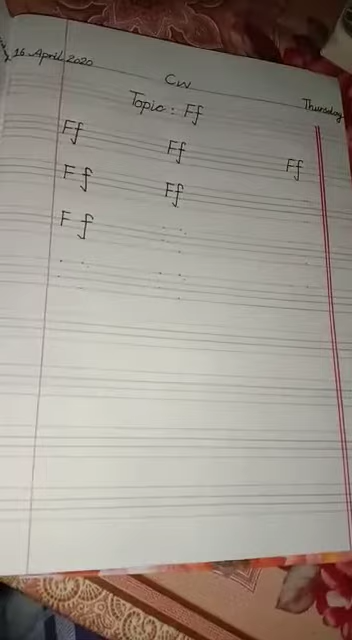 16 April 2020
CW
Thursday
Topic : Ff
Ff Ff Ff
Ff Ff
Ff